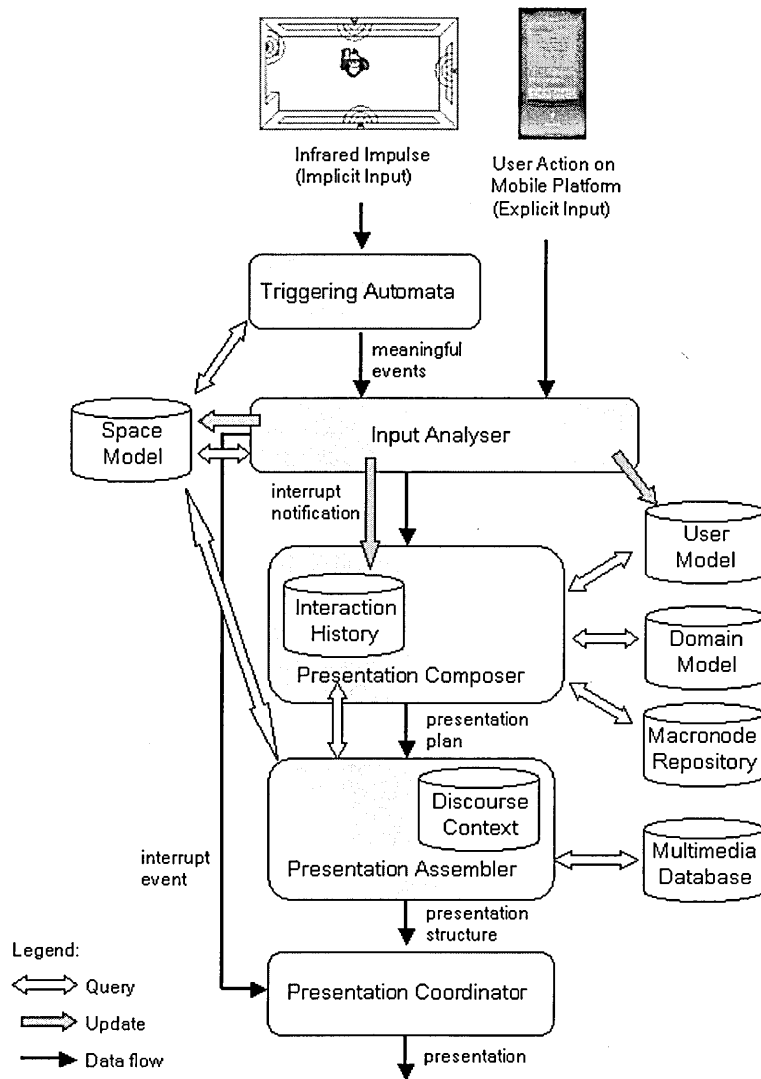 Infrared Impulse
(Implicit Input)
User Action on
Mobile Platform
(Explicit Input)
Triggering Automata
meaningful
events
Space
Model
Input Analyser
interrupt
notification
User
Model
Interaction
History
Domain
Model
Presentation Composer
presentation
plan
Macronode
Repository
Discourse
Context
interrupt
event
Presentation Assembler
Multimedia
Database
presentation
structure
Legend:
Query
Update
Data flow
Presentation Coordinator
presentation